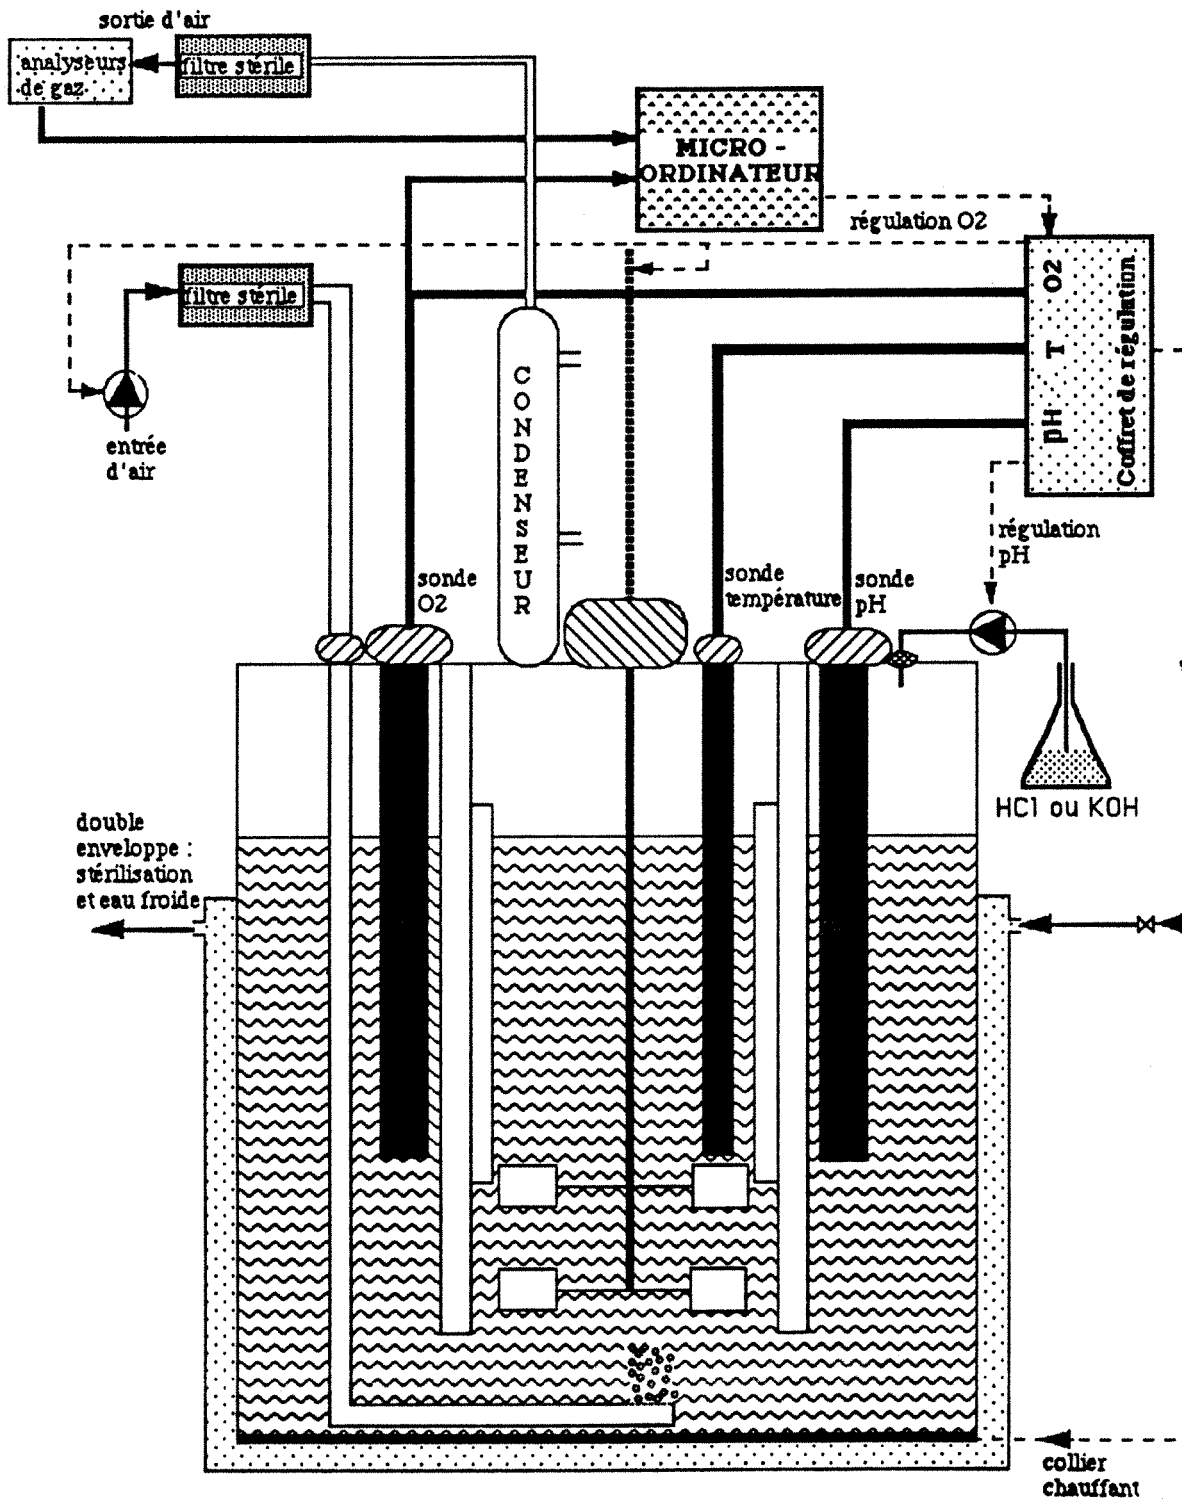 sortie d'air
analyseurs
de gaz
filtre stérile
MICRO -
ORDINATEUR
régulation O2
filtre stérile
entrée
d'air
CONDENSEUR
O2
T
pH
Coffret de régulation
régulation
pH
sonde
O2
sonde
température
sonde
pH
HCl ou KOH
double
enveloppe :
stérilisation
et eau froide
collier
chauffant